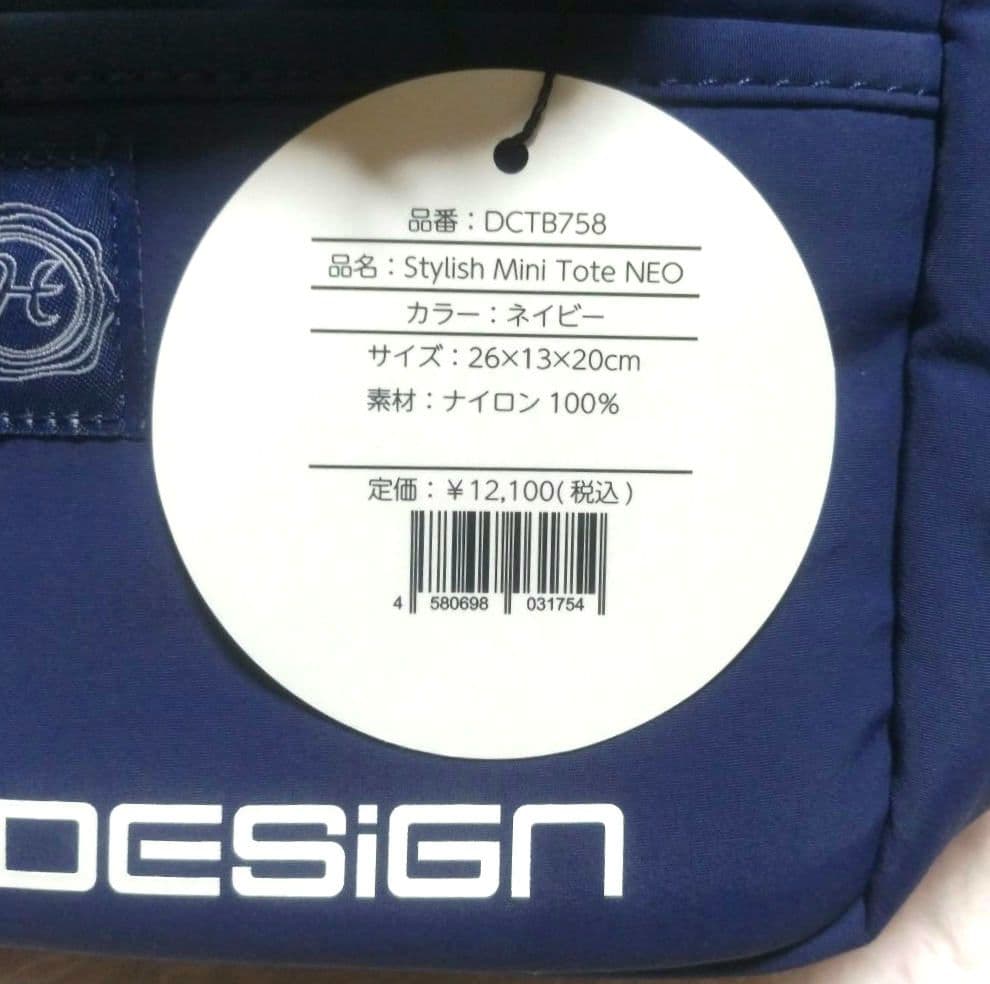 品番：DCTB758
品名：Stylish Mini Tote NEO
カラー：ネイビー
サイズ：26×13×20cm
素材：ナイロン 100%
定価：￥12,100(税込)
4 580698 031754
H
DESiGn